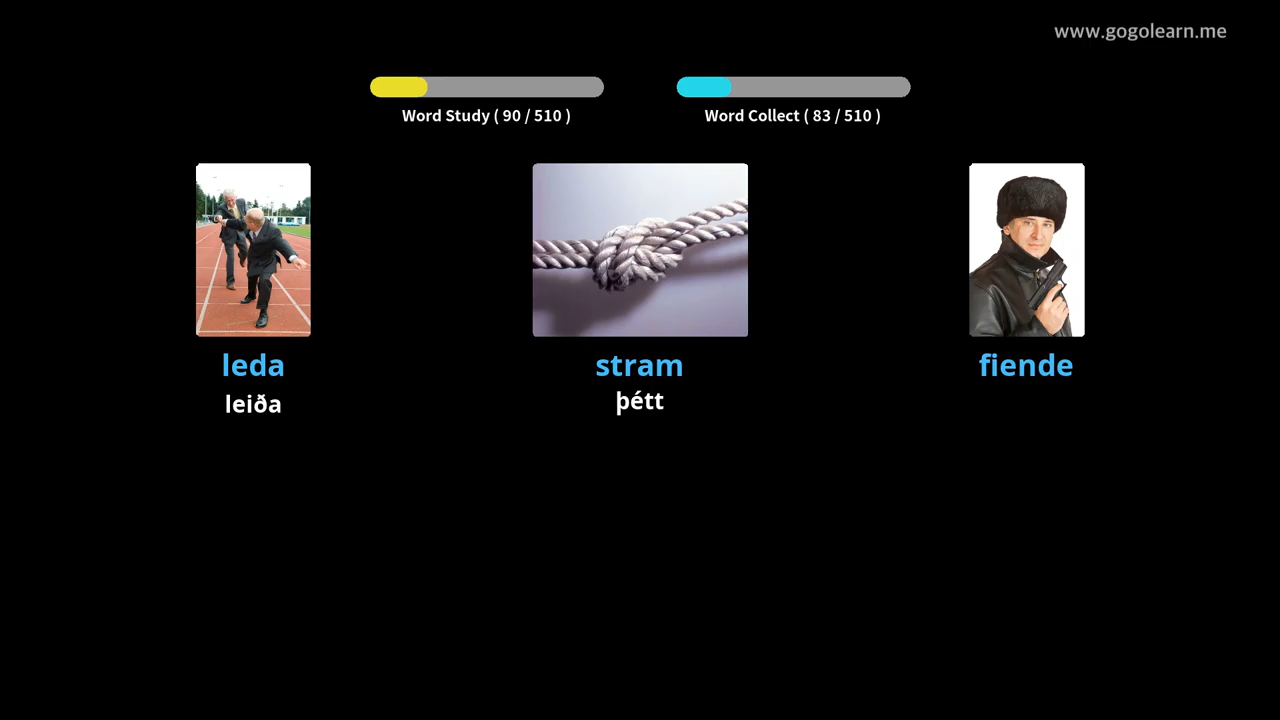 www.gogolearn.me
Word Study ( 90 / 510 )
Word Collect ( 83 / 510 )
leda
stram
fiende
leiða
þétt